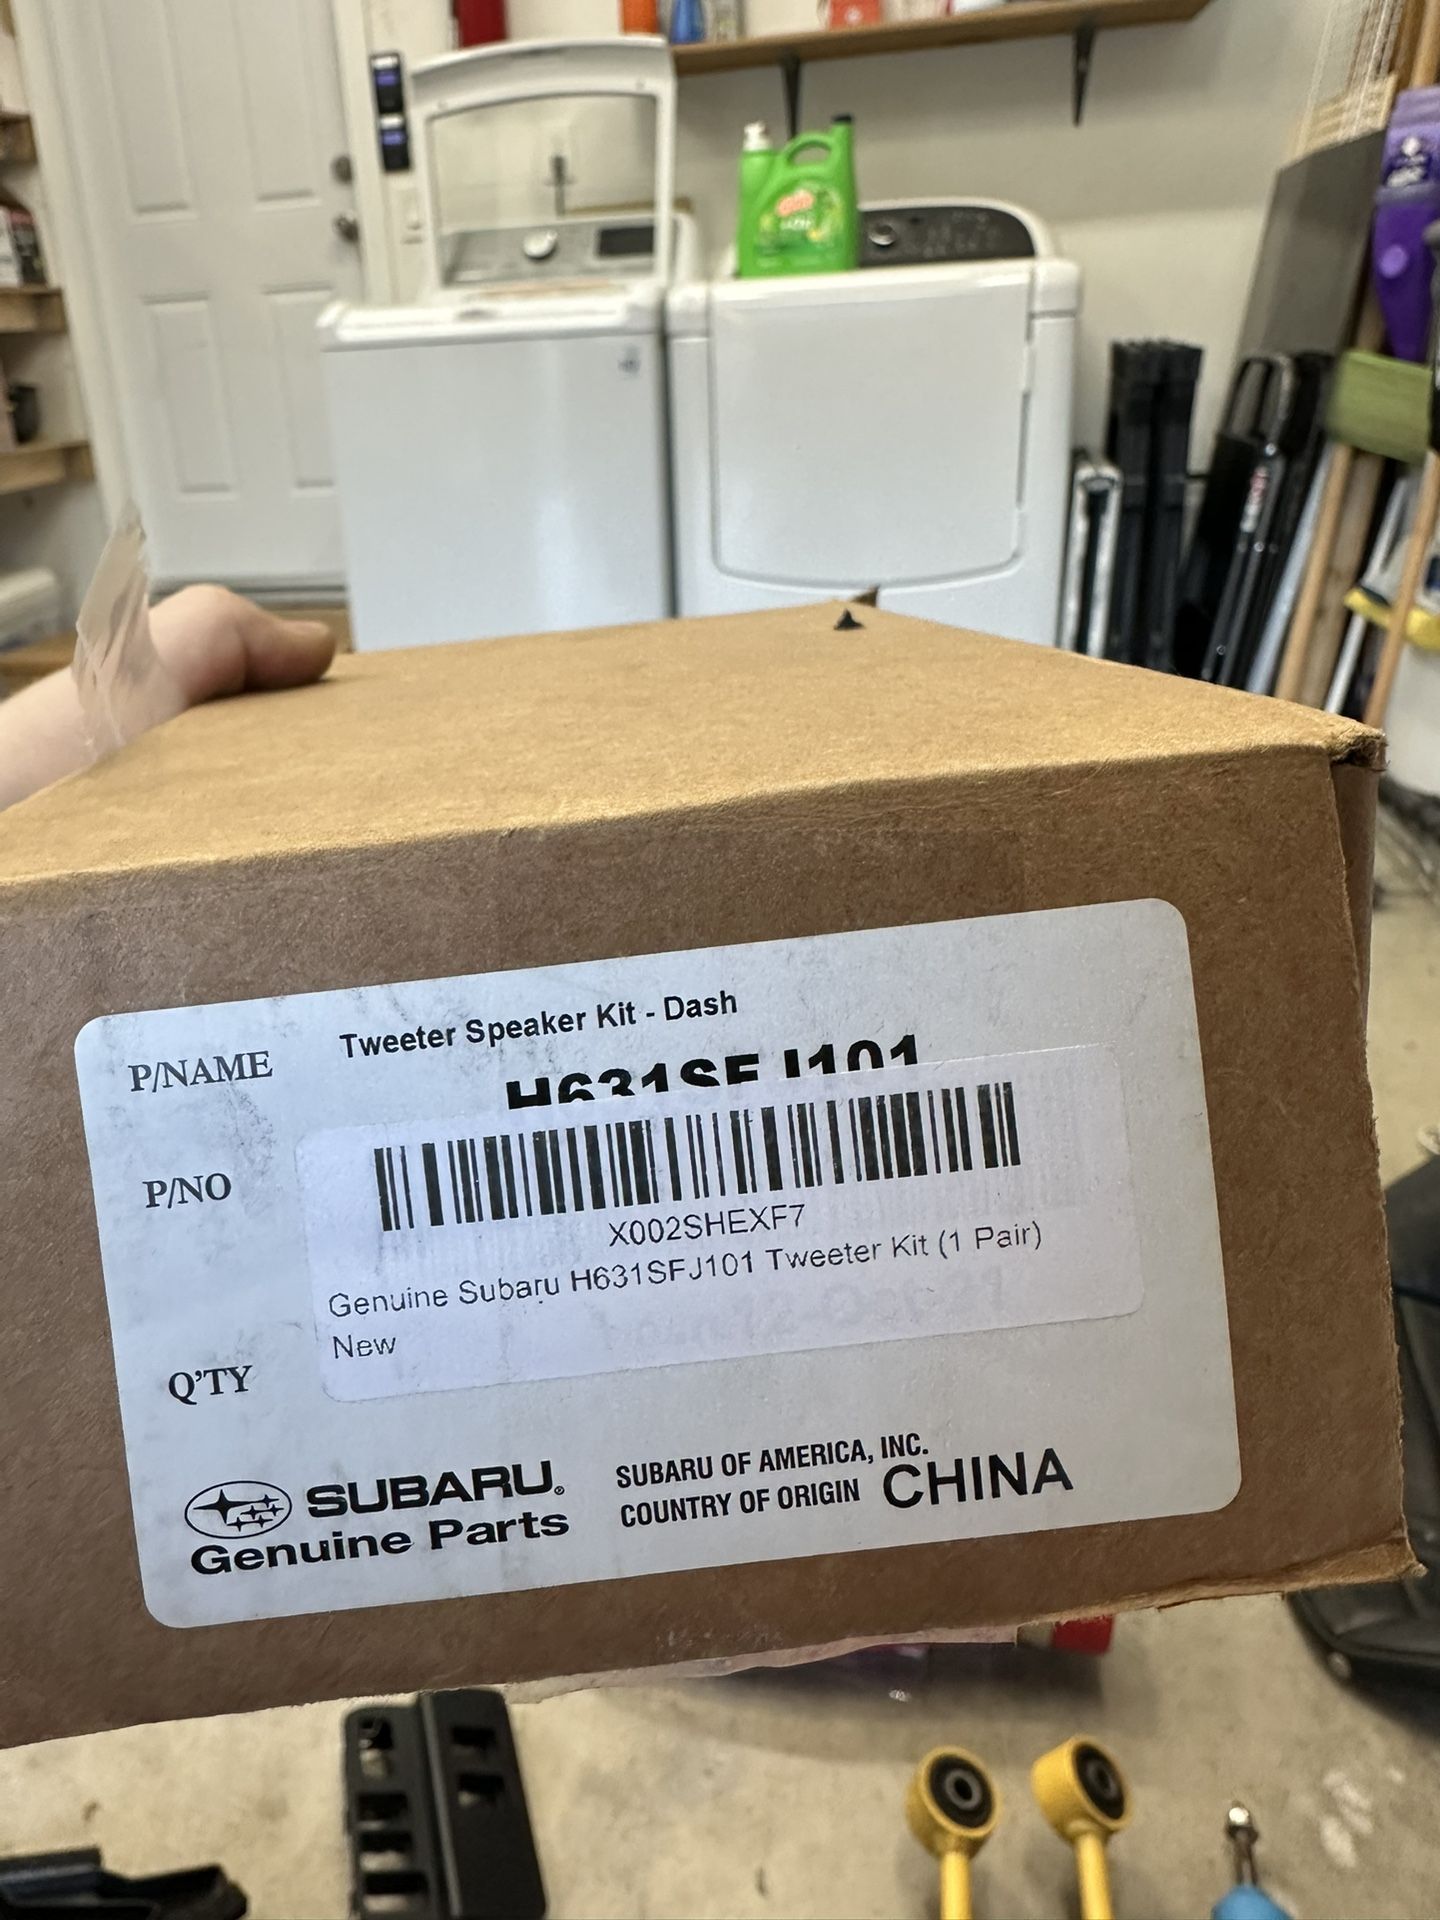 P/NAME
Tweeter Speaker Kit - Dash
H631SFJ101
P/NO
X002SHEXF7
Genuine Subaru H631SFJ101 Tweeter Kit (1 Pair)
New
Q'TY
SUBARU®
Genuine Parts
SUBARU OF AMERICA, INC.
COUNTRY OF ORIGIN CHINA